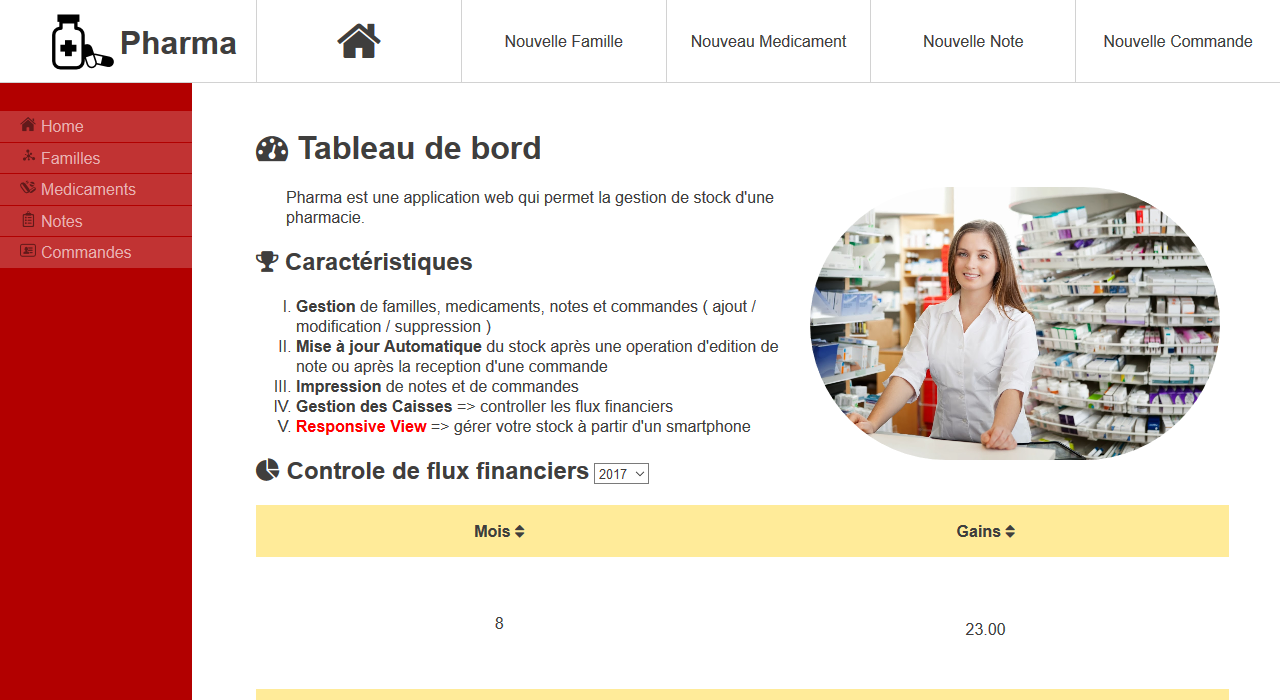 Pharma
Nouvelle Famille
Nouveau Medicament
Nouvelle Note
Nouvelle Commande
Home
Familles
Medicaments
Notes
Commandes
Tableau de bord
Pharma est une application web qui permet la gestion de stock d'une
pharmacie.
Caractéristiques
I. Gestion de familles, medicaments, notes et commandes ( ajout /
modification / suppression )
II. Mise à jour Automatique du stock après une operation d'edition de
note ou après la reception d'une commande
III. Impression de notes et de commandes
IV. Gestion des Caisses => controller les flux financiers
V. Responsive View => gérer votre stock à partir d'un smartphone
Controle de flux financiers 2017
Mois Gains
8 23.00